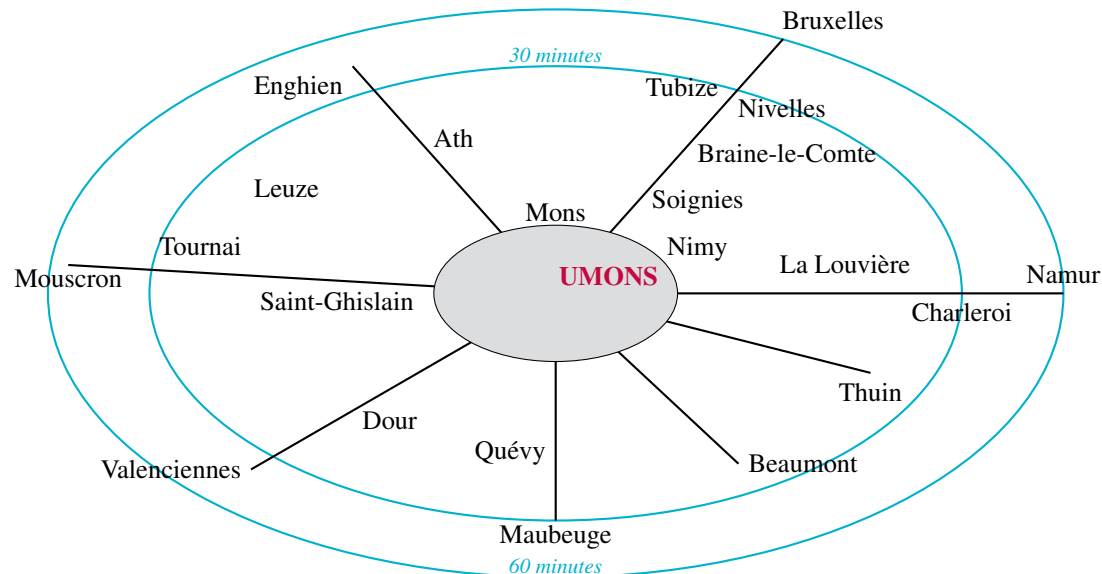 Bruxelles
30 minutes
Enghien
Tubize
Nivelles
Ath
Braine-le-Comte
Leuze
Soignies
Mons
Nimy
Tournai
La Louvière
UMONS
Mouscron
Namur
Saint-Ghislain
Charleroi
Thuin
Dour
Quévy
Beaumont
Valenciennes
Maubeuge
60 minutes